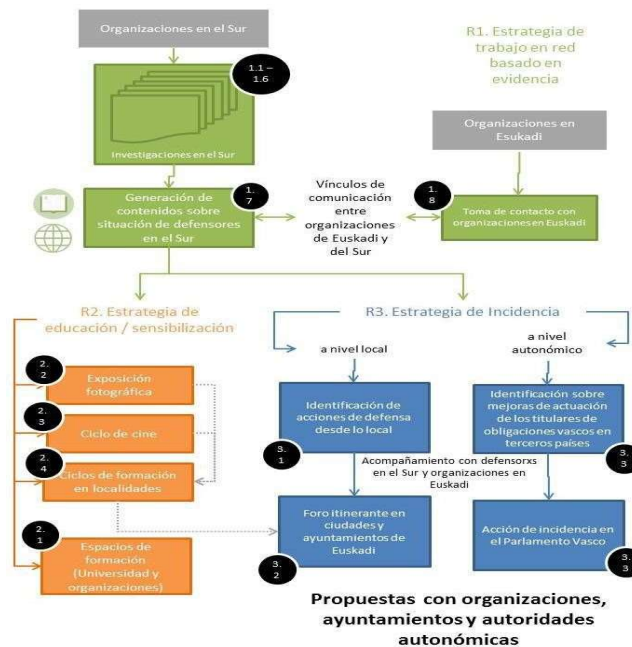 Organizaciones en el Sur
1.1 –
1.6
Investigaciones en el Sur
R1. Estrategia de
trabajo en red
basado en
evidencia
Organizaciones en
Esukadi
Generación de
contenidos sobre
situación de defensores
en el Sur
1.
7
Vínculos de
comunicación
entre
organizaciones
de Euskadi y
del Sur
1.
8
Toma de contacto con
organizaciones en Euskadi
R2. Estrategia de
educación / sensibilización
2.
2
Exposición
fotográfica
2.
3
Ciclo de cine
2.
4
Ciclos de formación
en localidades
2.
1
Espacios de
formación
(Universidad y
organizaciones)
R3. Estrategia de Incidencia
a nivel local
a nivel
autonómico
Identificación de
acciones de defensa
desde lo local
3.
1
Identificación sobre
mejoras de actuación
de los titulares de
obligaciones vascos en
terceros países
3.
3
Acompañamiento con defensorxs
en el Sur y organizaciones en
Euskadi
Foro itinerante en
ciudades y
ayuntamientos de
Euskadi
3.
2
Acción de incidencia en
el Parlamento Vasco
3.
3
Propuestas con organizaciones,
ayuntamientos y autoridades
autonómicas